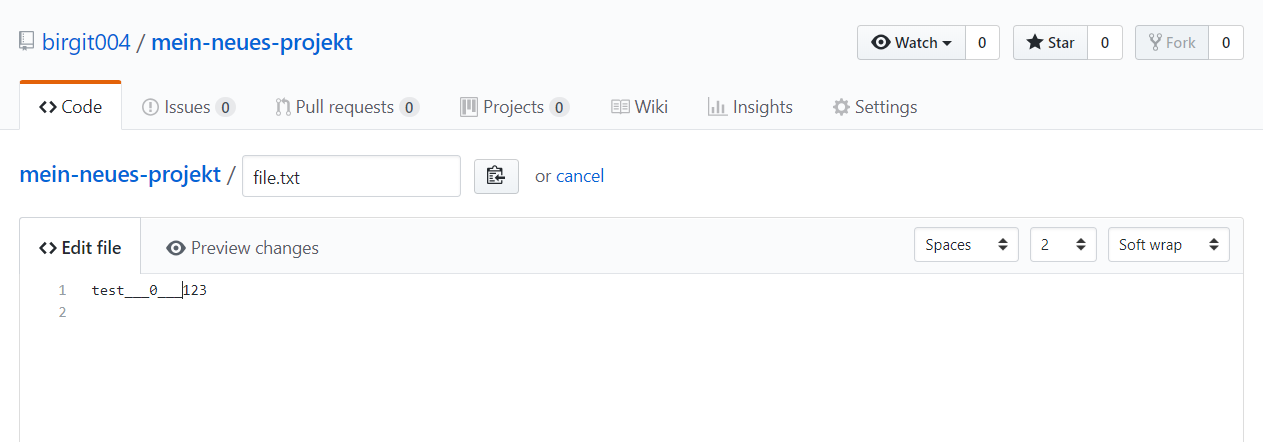 birgit004 / mein-neues-projekt Watch 0 Star 0 Fork 0
Code Issues 0 Pull requests 0 Projects 0 Wiki Insights Settings
mein-neues-projekt / file.txt or cancel
Edit file Preview changes Spaces 2 Soft wrap
1 test___0___123
2